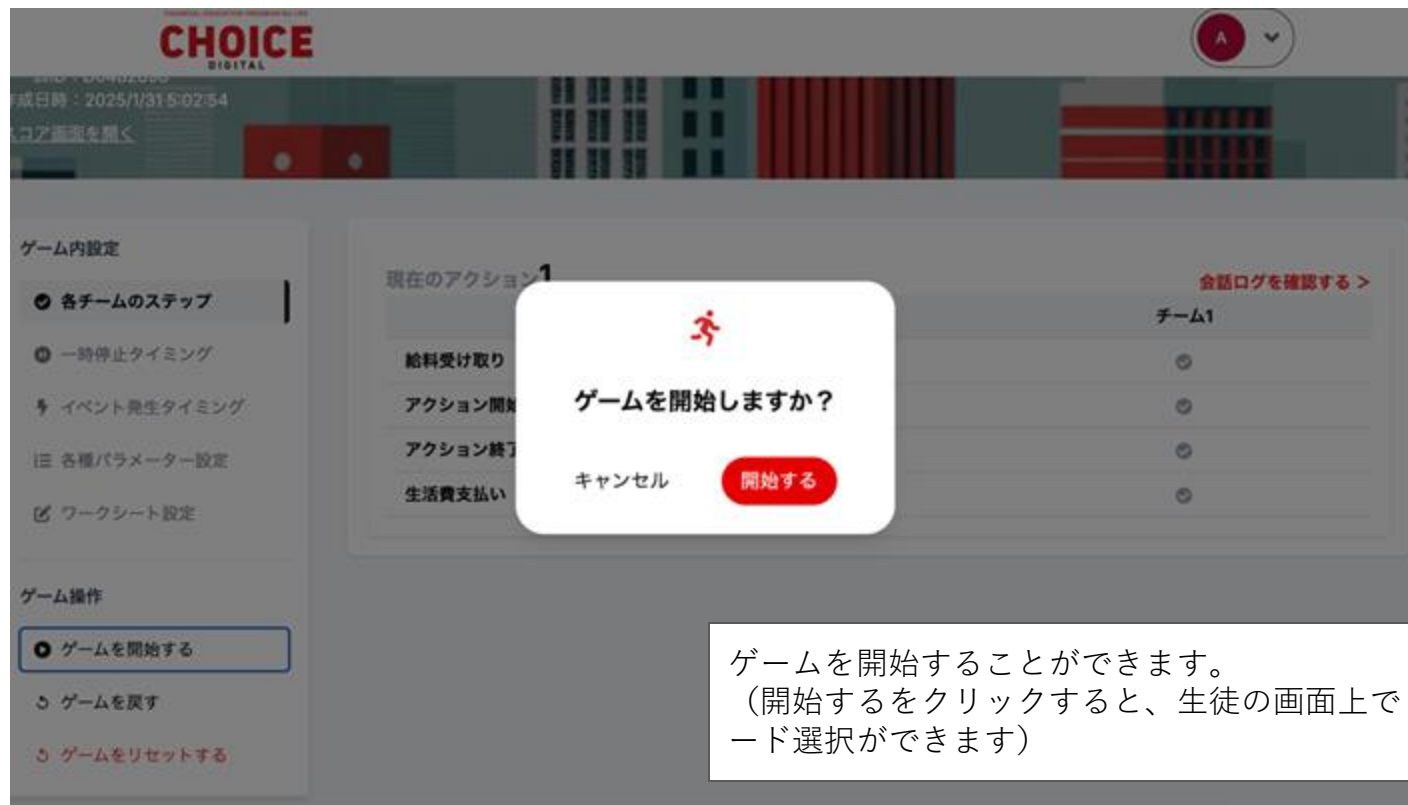 CHOICE
DIGITAL
A
成日時：2025/1/31 5:02:54
スコア画面を開く
ゲーム内設定
各チームのステップ
一時停止タイミング
イベント発生タイミング
各種パラメーター設定
ワークシート設定
ゲーム操作
ゲームを開始する
ゲームを戻す
ゲームをリセットする
現在のアクション1
会話ログを確認する >
チーム1
給料受け取り
アクション開始
アクション終了
生活費支払い
ゲームを開始しますか？
キャンセル
開始する
ゲームを開始することができます。
（開始するをクリックすると、生徒の画面上で
ード選択ができます）